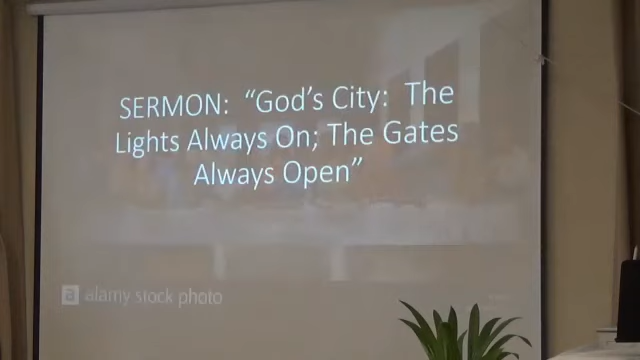 SERMON: “God’s City: The
Lights Always On; The Gates
Always Open”
a alamy stock photo